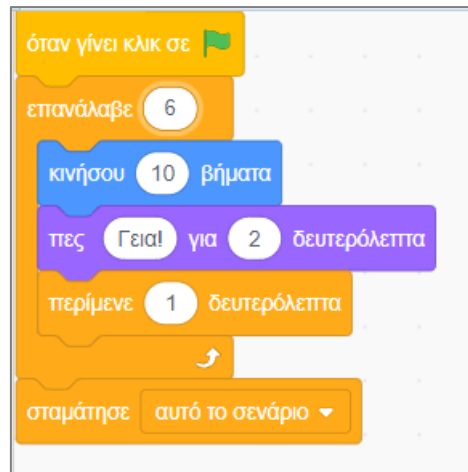 όταν γίνει κλικ σε
επανάλαβε 6
κινήσου 10 βήματα
πες Γεια! για 2 δευτερόλεπτα
περίμενε 1 δευτερόλεπτα
σταμάτησε αυτό το σενάριο